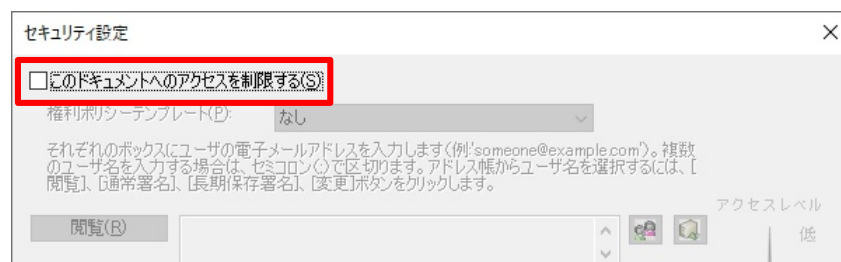 セキュリティ設定
このドキュメントへのアクセスを制限する(S)
権利ポリシーテンプレート(P):
なし
それぞれのボックスにユーザの電子メールアドレスを入力します(例:'someone@example.com')。複数
のユーザ名を入力する場合は、セミコロン(;)で区切ります。アドレス帳からユーザ名を選択するには、[
閲覧]、[通常署名]、[長期保存署名]、[変更]ボタンをクリックします。
アクセスレベル
閲覧(R)
低